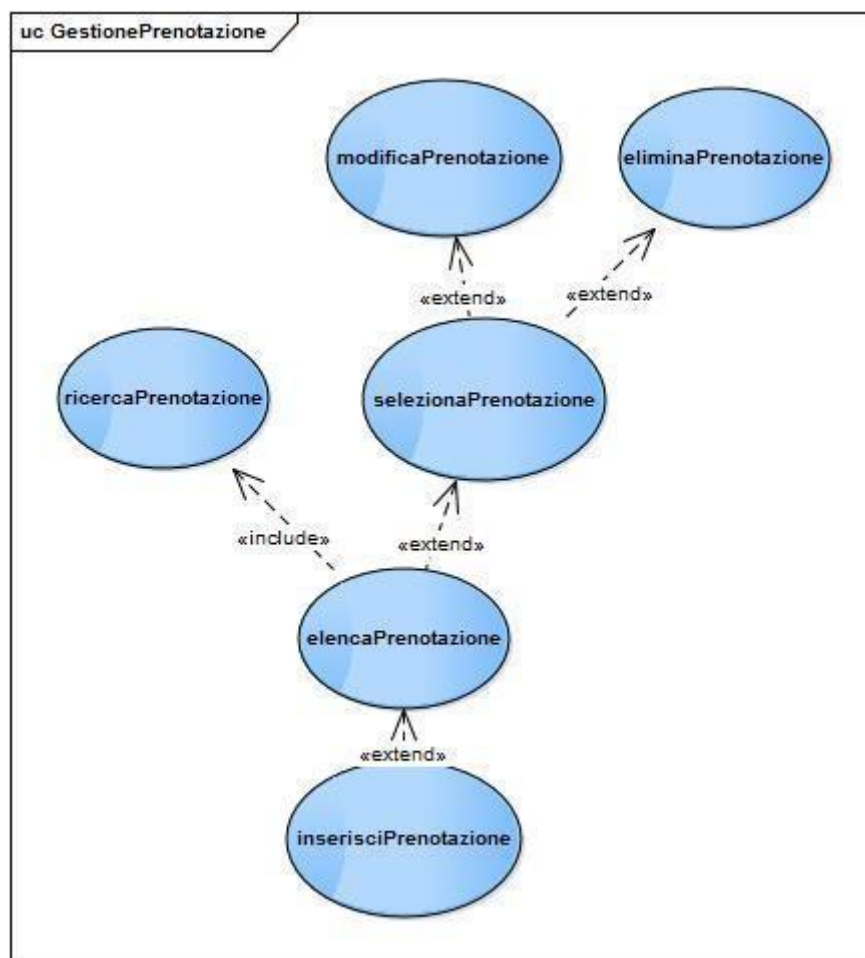 uc GestionePrenotazione
modificaPrenotazione
eliminaPrenotazione
«extend»
«extend»
ricercaPrenotazione
selezionaPrenotazione
«include»
«extend»
elencaPrenotazione
«extend»
inserisciPrenotazione